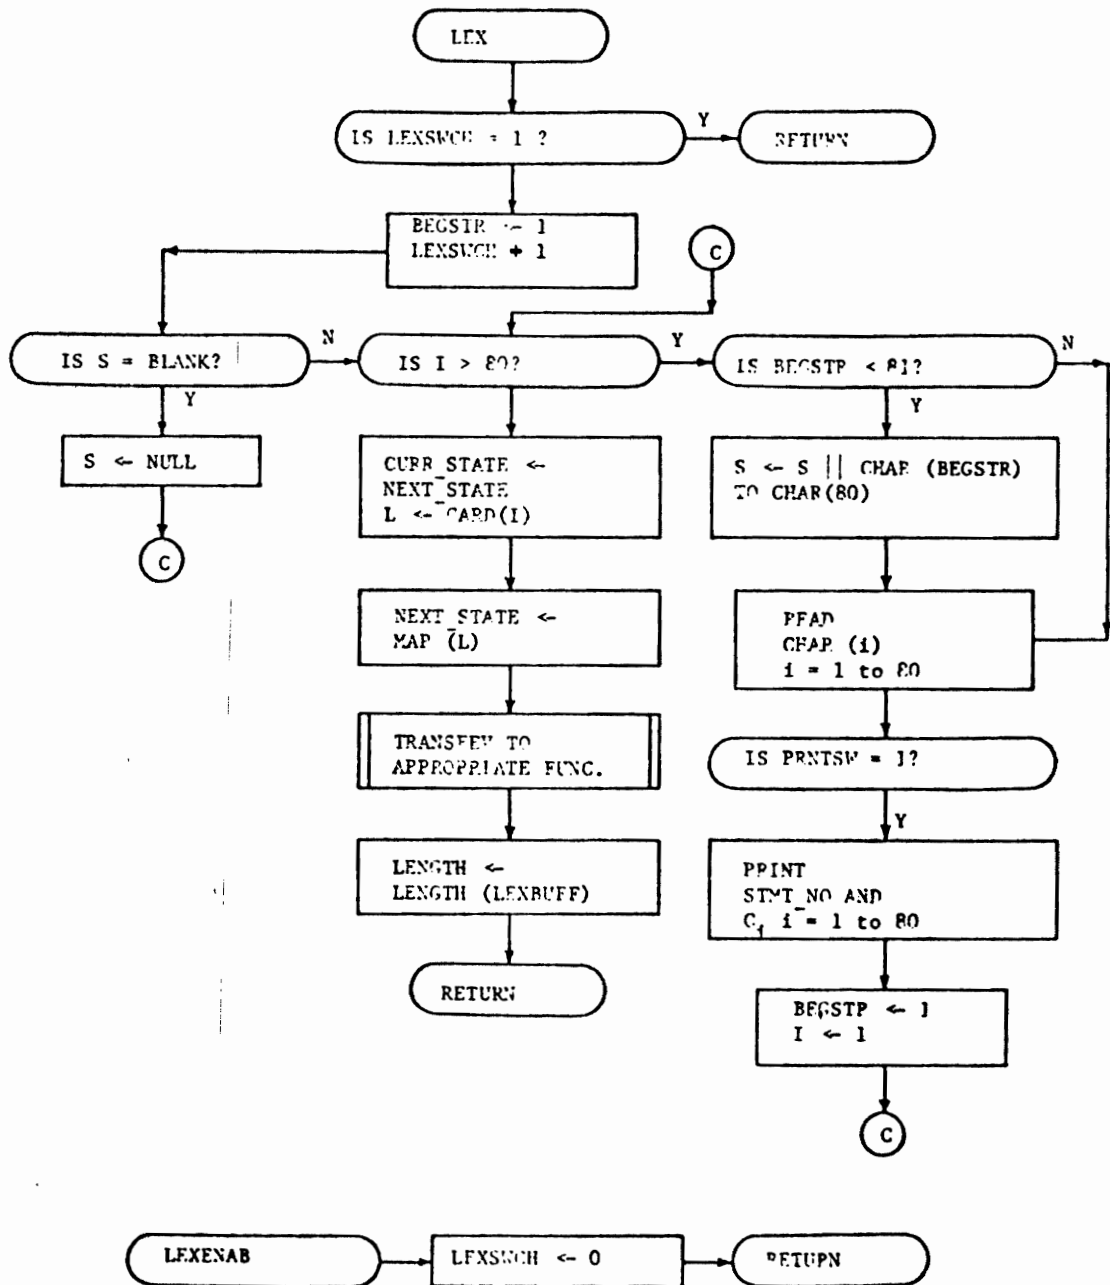 LEX
IS LEXSWCH = 1 ?
Y
RETURN
BEGSTR <- 1
LEXSWCH + 1
C
IS S = BLANK?
N
IS I > 80?
Y
IS BEGSTR < 81?
N
Y
Y
S <- NULL
CURR_STATE <-
NEXT_STATE
L <- CARD(I)
S <- S || CHAR (BEGSTR)
TO CHAR(80)
C
NEXT_STATE <-
MAP (L)
READ
CHAR (i)
i = 1 to 80
TRANSFER TO
APPROPRIATE FUNC.
IS PRNTSW = 1?
Y
LENGTH <-
LENGTH (LEXBUFF)
PRINT
STMT_NO AND
C, i = 1 to 80
RETURN
BEGSTR <- 1
I <- 1
C
LEXENAB
LEXSWCH <- 0
RETURN